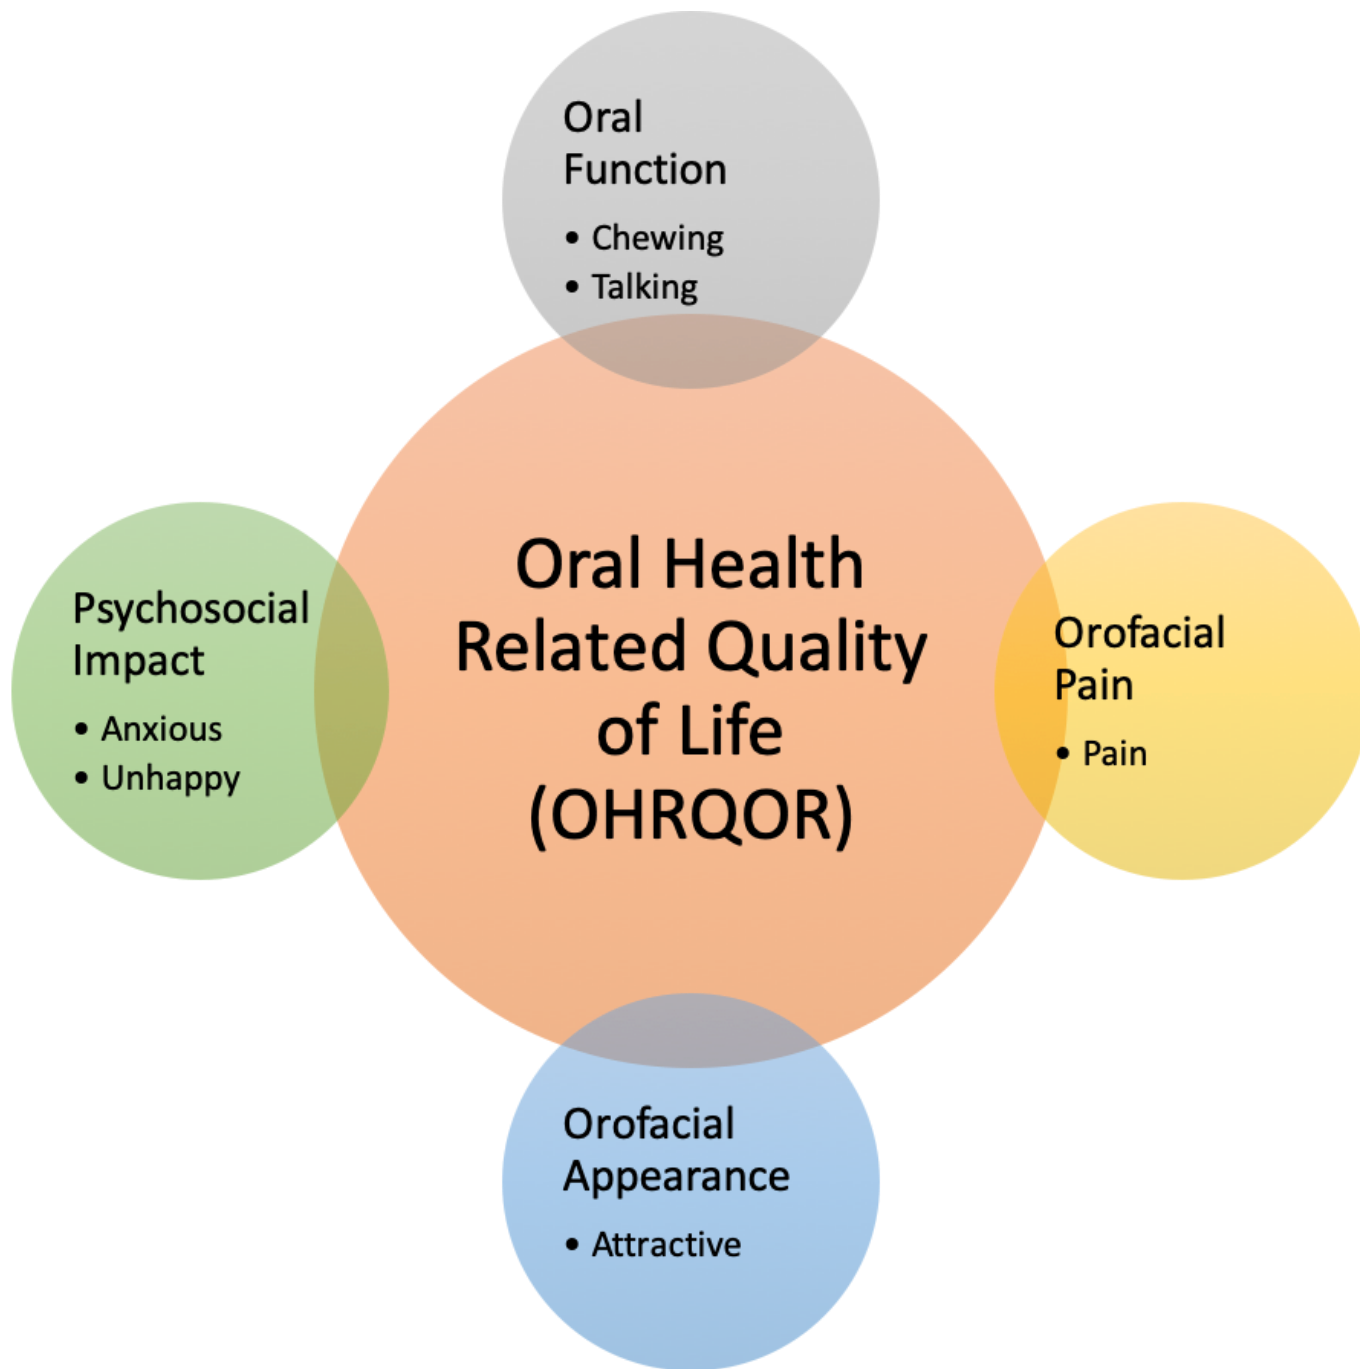 Oral
Function
• Chewing
• Talking
Psychosocial
Impact
• Anxious
• Unhappy
Oral Health
Related Quality
of Life
(OHRQOR)
Orofacial
Pain
• Pain
Orofacial
Appearance
• Attractive